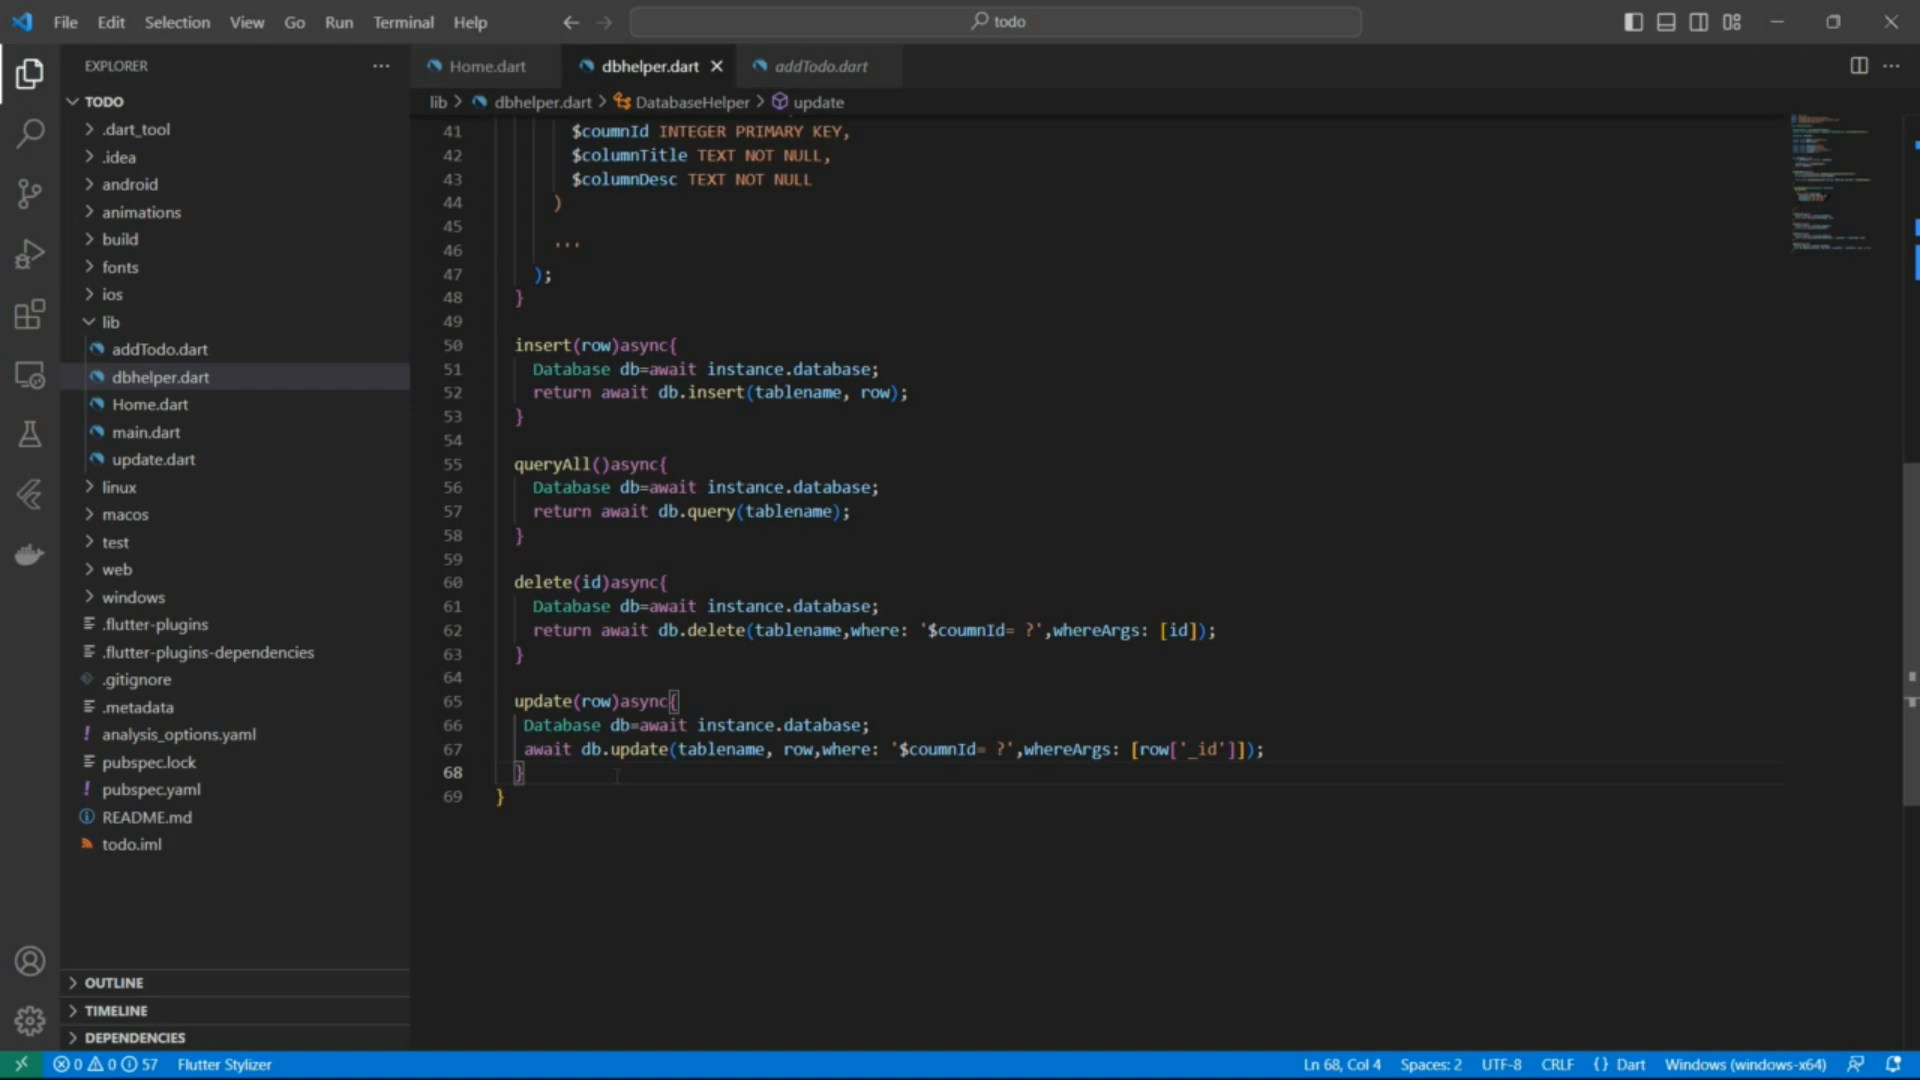 File Edit Selection View Go Run Terminal Help
todo
EXPLORER
Home.dart
dbhelper.dart
addTodo.dart
lib > dbhelper.dart > DatabaseHelper > update
TODO
.dart_tool
.idea
android
animations
build
fonts
ios
lib
addTodo.dart
dbhelper.dart
Home.dart
main.dart
update.dart
linux
macos
test
web
windows
.flutter-plugins
.flutter-plugins-dependencies
.gitignore
.metadata
analysis_options.yaml
pubspec.lock
pubspec.yaml
README.md
todo.iml
OUTLINE
TIMELINE
DEPENDENCIES
41 $coumnId INTEGER PRIMARY KEY,
42 $columnTitle TEXT NOT NULL,
43 $columnDesc TEXT NOT NULL
44 )
45
46 '''
47 );
48 }
49
50 insert(row)async{
51 Database db=await instance.database;
52 return await db.insert(tablename, row);
53 }
54
55 queryAll()async{
56 Database db=await instance.database;
57 return await db.query(tablename);
58 }
59
60 delete(id)async{
61 Database db=await instance.database;
62 return await db.delete(tablename,where: '$coumnId= ?',whereArgs: [id]);
63 }
64
65 update(row)async{
66 Database db=await instance.database;
67 await db.update(tablename, row,where: '$coumnId= ?',whereArgs: [row['_id']]);
68 }
69 }
0 0 57 Flutter Stylizer
Ln 68, Col 4 Spaces: 2 UTF-8 CRLF {} Dart Windows (windows-x64)